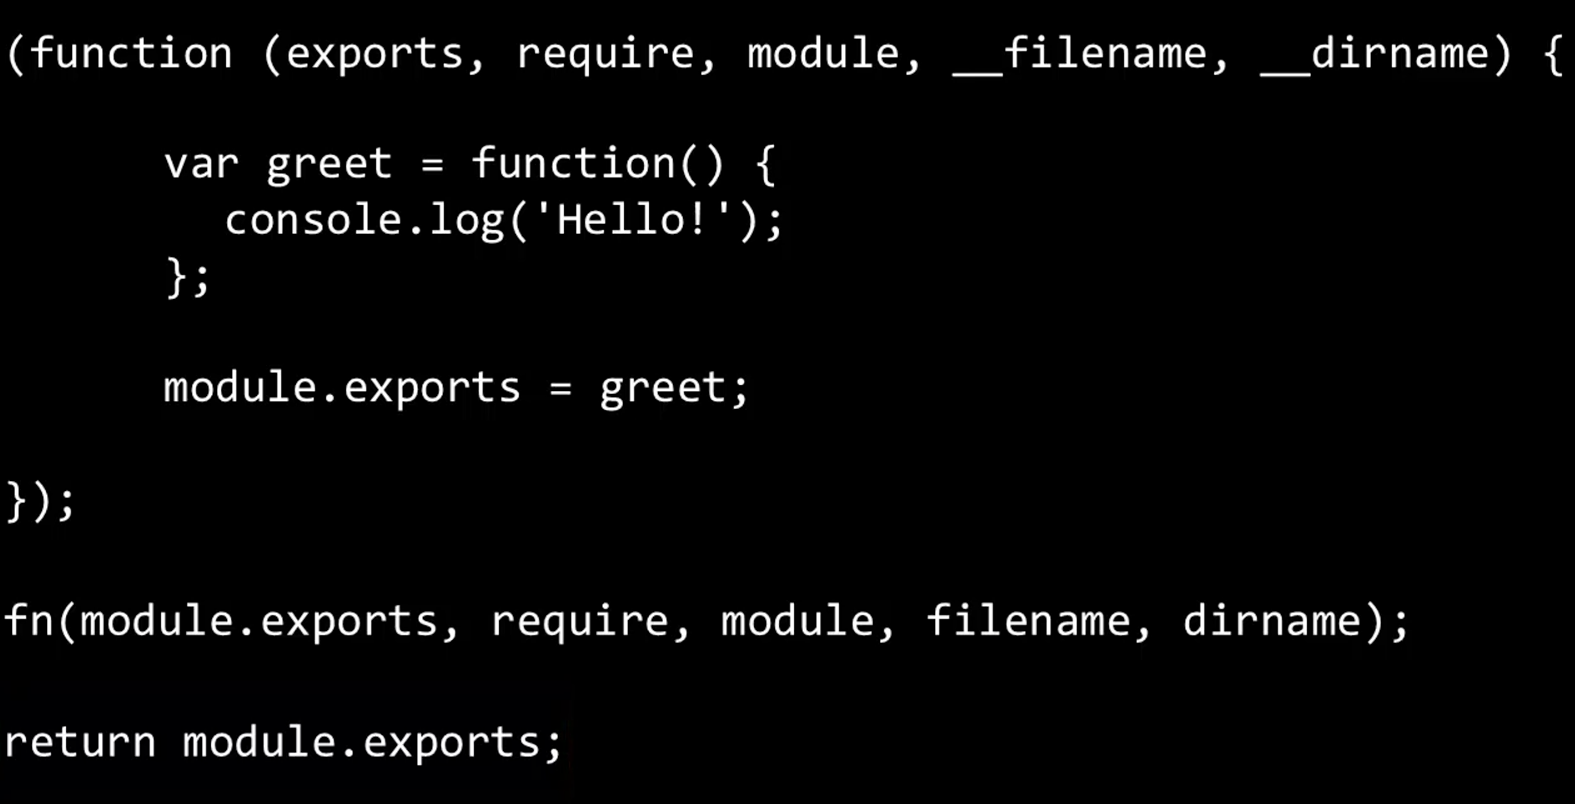 (function (exports, require, module, __filename, __dirname) {
var greet = function() {
console.log('Hello!');
};
module.exports = greet;
});
fn(module.exports, require, module, filename, dirname);
return module.exports;